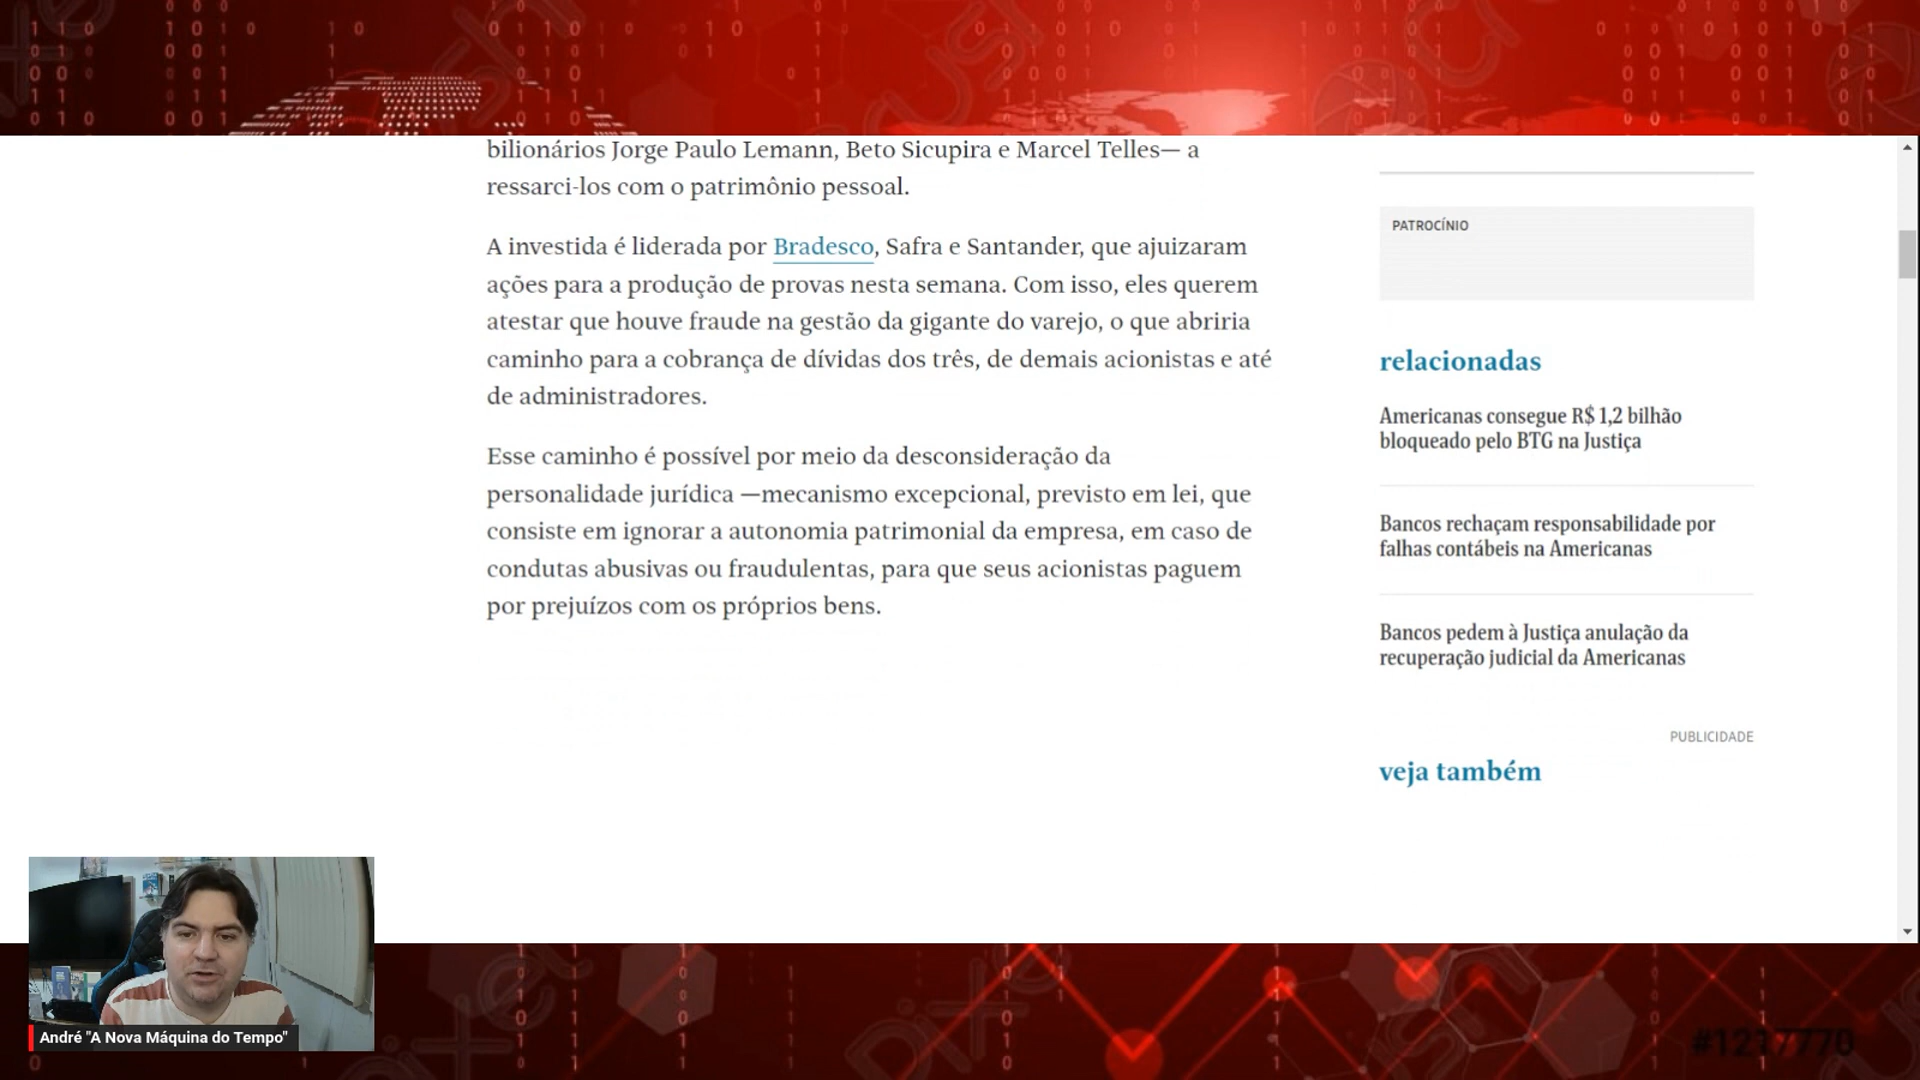 bilionários Jorge Paulo Lemann, Beto Sicupira e Marcel Telles— a
ressarci-los com o patrimônio pessoal.
A investida é liderada por Bradesco, Safra e Santander, que ajuizaram
ações para a produção de provas nesta semana. Com isso, eles querem
atestar que houve fraude na gestão da gigante do varejo, o que abriria
caminho para a cobrança de dívidas dos três, de demais acionistas e até
de administradores.
Esse caminho é possível por meio da desconsideração da
personalidade jurídica —mecanismo excepcional, previsto em lei, que
consiste em ignorar a autonomia patrimonial da empresa, em caso de
condutas abusivas ou fraudulentas, para que seus acionistas paguem
por prejuízos com os próprios bens.
PATROCÍNIO
relacionadas
Americanas consegue R$ 1,2 bilhão
bloqueado pelo BTG na Justiça
Bancos rechaçam responsabilidade por
falhas contábeis na Americanas
Bancos pedem à Justiça anulação da
recuperação judicial da Americanas
PUBLICIDADE
veja também
André "A Nova Máquina do Tempo"